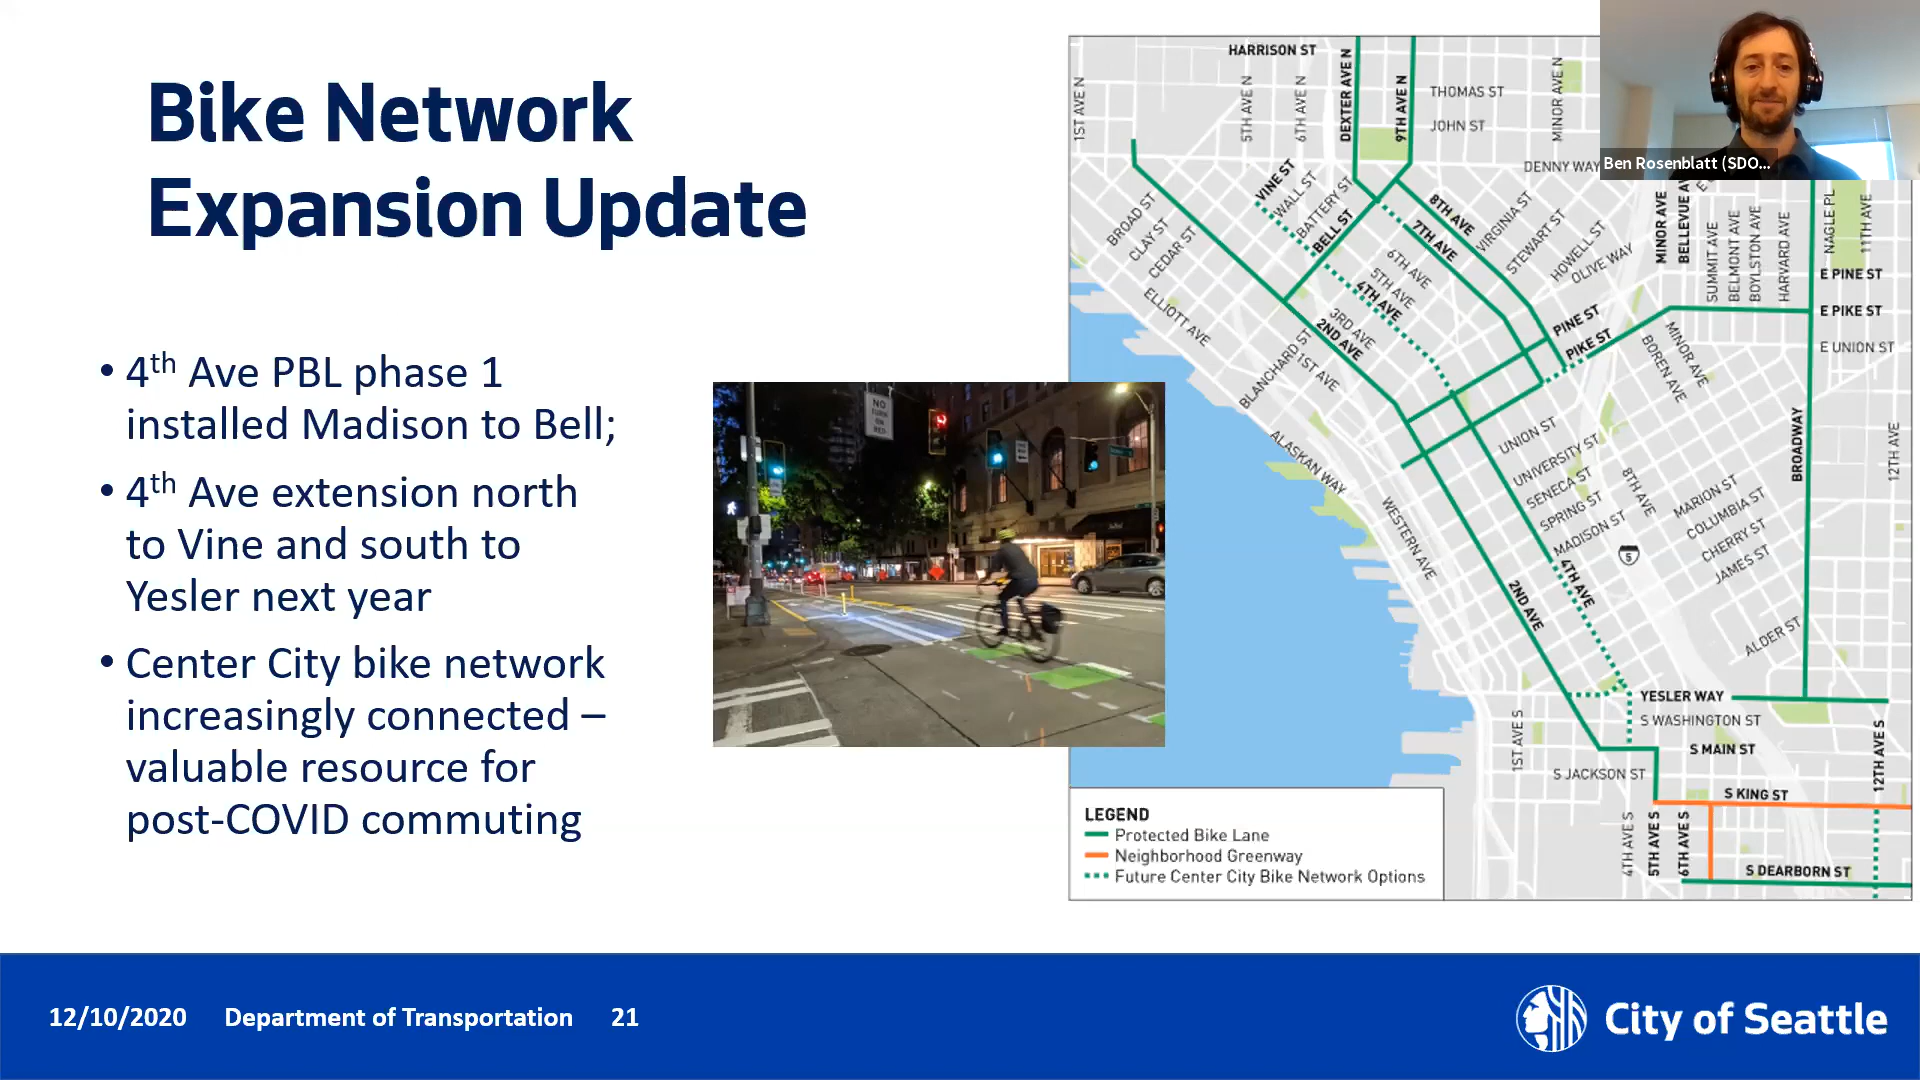 Bike Network
Expansion Update
• 4th Ave PBL phase 1
installed Madison to Bell;
• 4th Ave extension north
to Vine and south to
Yesler next year
• Center City bike network
increasingly connected –
valuable resource for
post-COVID commuting
NO
TURN
ON
RED
HARRISON ST
1ST AVE N
5TH AVE N
6TH AVE N
DEXTER AVE N
9TH AVE N
THOMAS ST
JOHN ST
MINOR AVE N
DENNY WAY
Ben Rosenblatt (SDO...
VINE ST
WALL ST
BATTERY ST
BELL ST
BROAD ST
CLAY ST
CEDAR ST
8TH AVE
7TH AVE
VIRGINIA ST
STEWART ST
HOWELL ST
OLIVE WAY
6TH AVE
5TH AVE
4TH AVE
3RD AVE
2ND AVE
1ST AVE
ELLIOTT AVE
BLANCHARD ST
MINOR AVE
BELLEVUE AV
SUMMIT AVE
BELMONT AVE
BOYLSTON AVE
HARVARD AVE
NAGLE PL
11TH AVE
E PINE ST
E PIKE ST
E UNION ST
PINE ST
PIKE ST
MINOR AVE
BOREN AVE
BROADWAY
12TH AVE
ALASKAN WAY
WESTERN AVE
UNION ST
UNIVERSITY ST
SENECA ST
SPRING ST
MADISON ST
8TH AVE
MARION ST
COLUMBIA ST
CHERRY ST
JAMES ST
5
2ND AVE
4TH AVE
ALDER ST
YESLER WAY
S WASHINGTON ST
S MAIN ST
1ST AVE S
S JACKSON ST
S KING ST
12TH AVE S
4TH AVE S
5TH AVE S
6TH AVE S
S DEARBORN ST
LEGEND
Protected Bike Lane
Neighborhood Greenway
Future Center City Bike Network Options
12/10/2020 Department of Transportation 21
City of Seattle